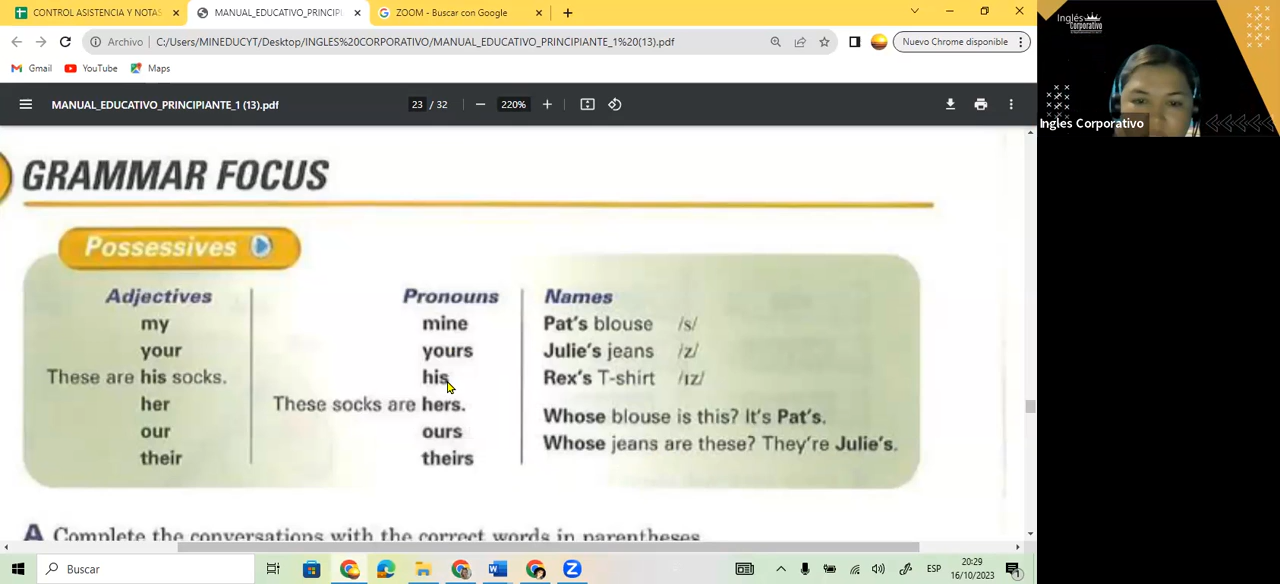 CONTROL ASISTENCIA Y NOTAS
MANUAL_EDUCATIVO_PRINCIPI
ZOOM - Buscar con Google
Archivo
C:/Users/MINEDUCYT/Desktop/INGLES%20CORPORATIVO/MANUAL_EDUCATIVO_PRINCIPIANTE_1%20(13).pdf
Nuevo Chrome disponible
Gmail
YouTube
Maps
MANUAL_EDUCATIVO_PRINCIPIANTE_1 (13).pdf
23 / 32
220%
Inglés
Corporativo
Ingles Corporativo
GRAMMAR FOCUS
Possessives
Adjectives
my
your
These are his socks.
her
our
their
Pronouns
mine
yours
his
These socks are hers.
ours
theirs
Names
Pat's blouse /s/
Julie's jeans /z/
Rex's T-shirt /ɪz/
Whose blouse is this? It's Pat's.
Whose jeans are these? They're Julie's.
A Complete the conversations with the correct words in parentheses
Buscar
ESP
20:29
16/10/2023